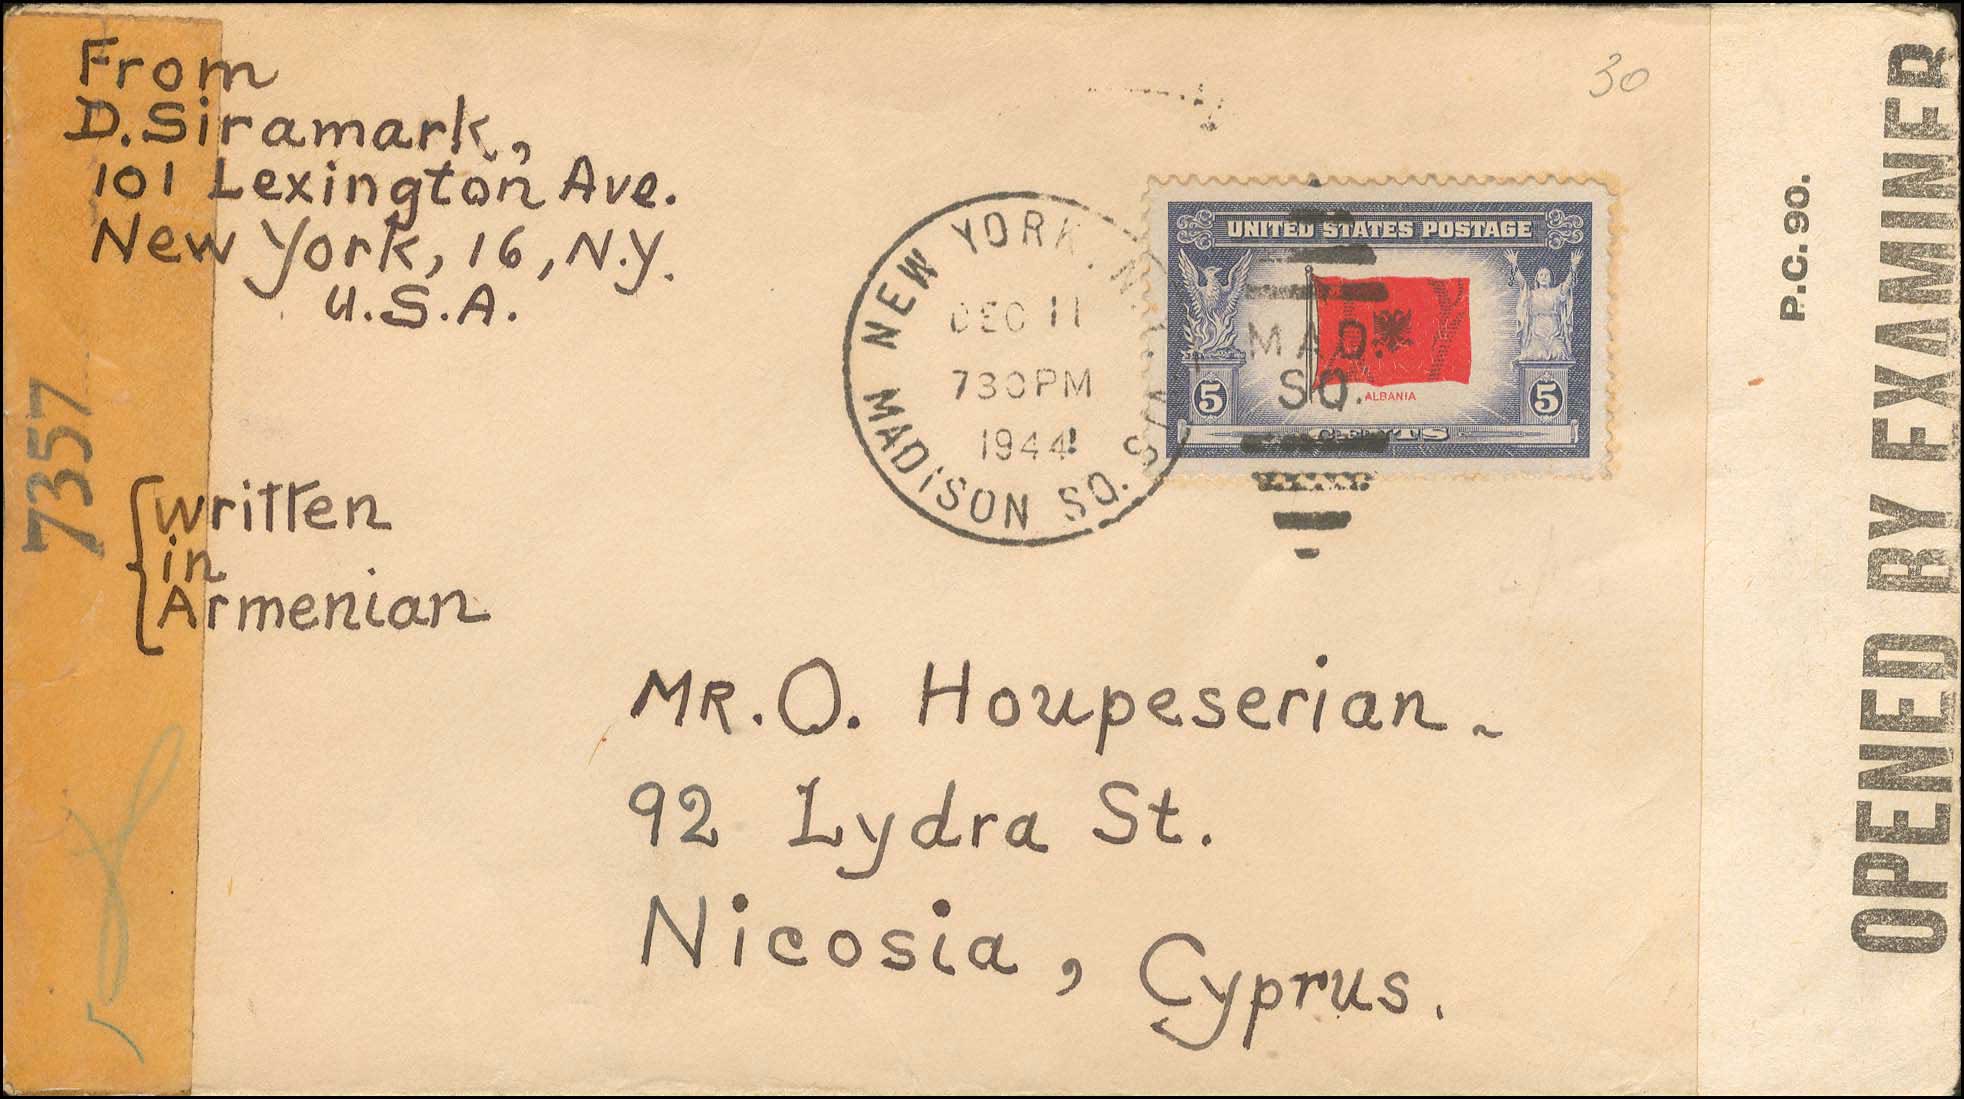 From
D. Siramark,
101 Lexington Ave.
New York, 16, N.Y.
U.S.A.
7357
written
in
Armenian
30
NEW YORK, N.Y.
DEC 11
730PM
1944
MADISON SQ. STA.
UNITED STATES POSTAGE
MAD.
SQ.
ALBANIA
5 5
CENTS
MR. O. Houpeserian
92 Lydra St.
Nicosia, Cyprus.
P.C. 90.
OPENED BY EXAMINER